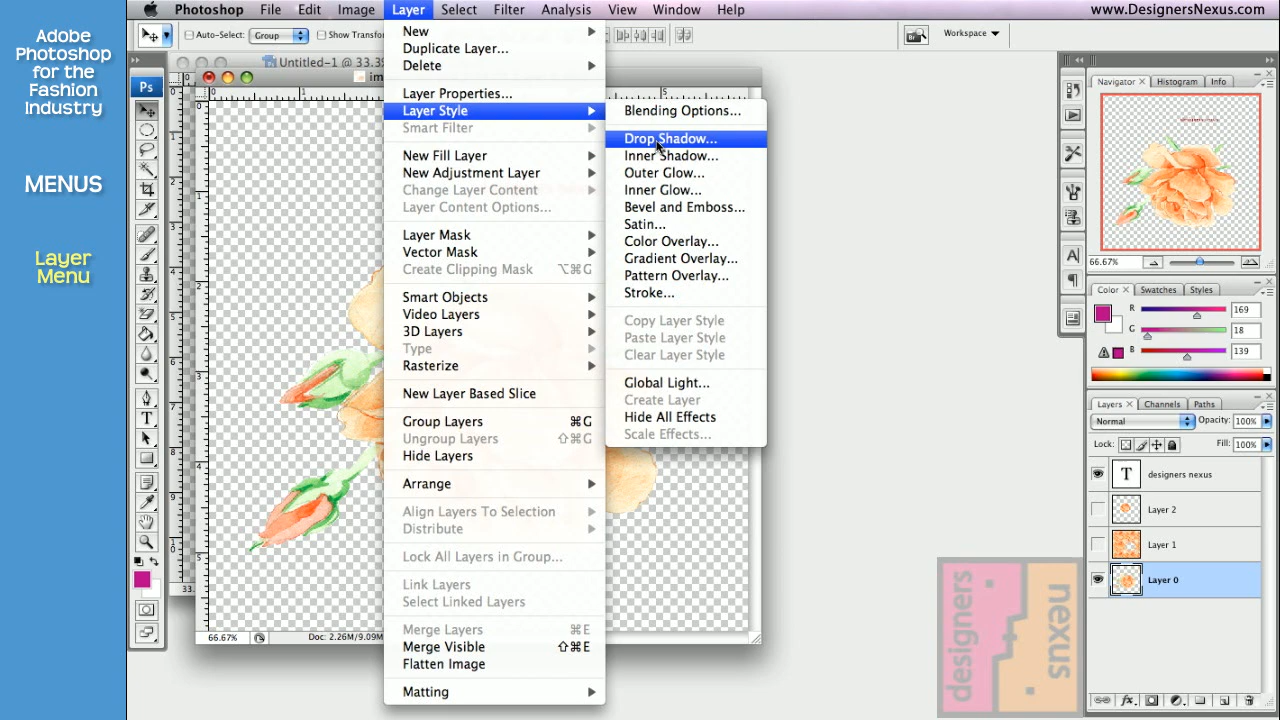 Adobe
Photoshop
for the
Fashion
Industry
MENUS
Layer
Menu
Photoshop File Edit Image Layer Select Filter Analysis View Window Help
www.DesignersNexus.com
Auto-Select: Group Show Transfo
Workspace
Untitled-1 @ 33.3
im
Ps
New
Duplicate Layer...
Delete
Layer Properties...
Layer Style
Smart Filter
New Fill Layer
New Adjustment Layer
Change Layer Content
Layer Content Options...
Layer Mask
Vector Mask
Create Clipping Mask ⌥⌘G
Smart Objects
Video Layers
3D Layers
Type
Rasterize
New Layer Based Slice
Group Layers ⌘G
Ungroup Layers ⇧⌘G
Hide Layers
Arrange
Align Layers To Selection
Distribute
Lock All Layers in Group...
Link Layers
Select Linked Layers
Merge Layers ⌘E
Merge Visible ⇧⌘E
Flatten Image
Matting
Blending Options...
Drop Shadow...
Inner Shadow...
Outer Glow...
Inner Glow...
Bevel and Emboss...
Satin...
Color Overlay...
Gradient Overlay...
Pattern Overlay...
Stroke...
Copy Layer Style
Paste Layer Style
Clear Layer Style
Global Light...
Create Layer
Hide All Effects
Scale Effects...
33.
66.67% Doc: 2.26M/9.09M
Navigator Histogram Info
designers nexus
66.67%
Color Swatches Styles
R 169
G 18
B 139
Layers Channels Paths
Normal Opacity: 100%
Lock: Fill: 100%
T designers nexus
Layer 2
Layer 1
Layer 0
designers
nexus